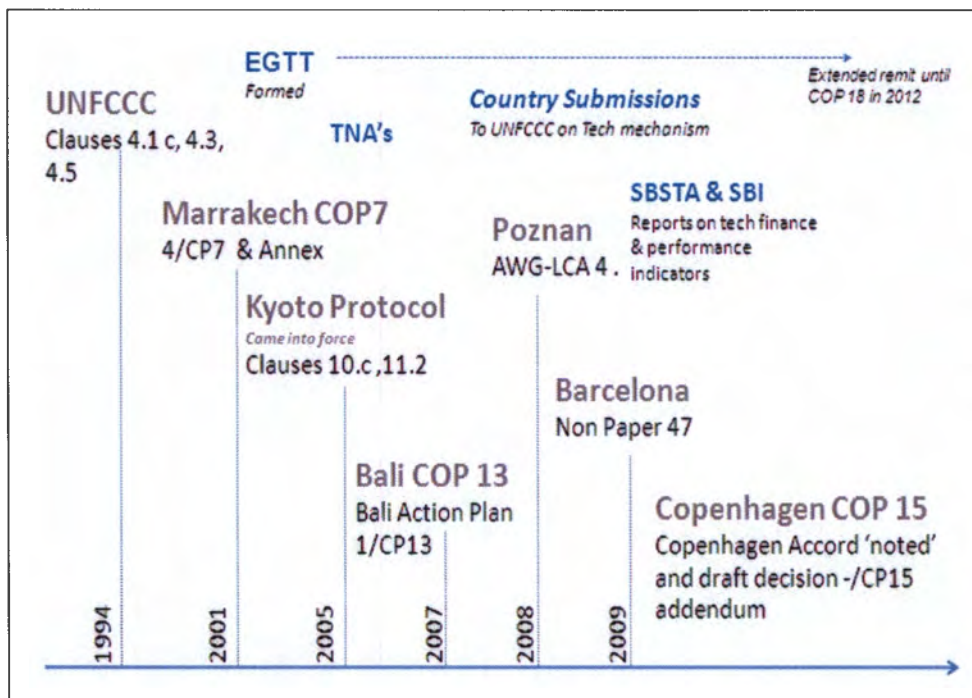 EGTT
Formed
Extended remit until
COP 18 in 2012
UNFCCC
Clauses 4.1 c, 4.3,
4.5
TNA's
Country Submissions
To UNFCCC on Tech mechanism
Marrakech COP7
4/CP7 & Annex
Poznan
AWG-LCA 4 .
SBSTA & SBI
Reports on tech finance
& performance
indicators
Kyoto Protocol
Came into force
Clauses 10.c ,11.2
Barcelona
Non Paper 47
Bali COP 13
Bali Action Plan
1/CP13
Copenhagen COP 15
Copenhagen Accord 'noted'
and draft decision -/CP15
addendum
1994
2001
2005
2007
2008
2009